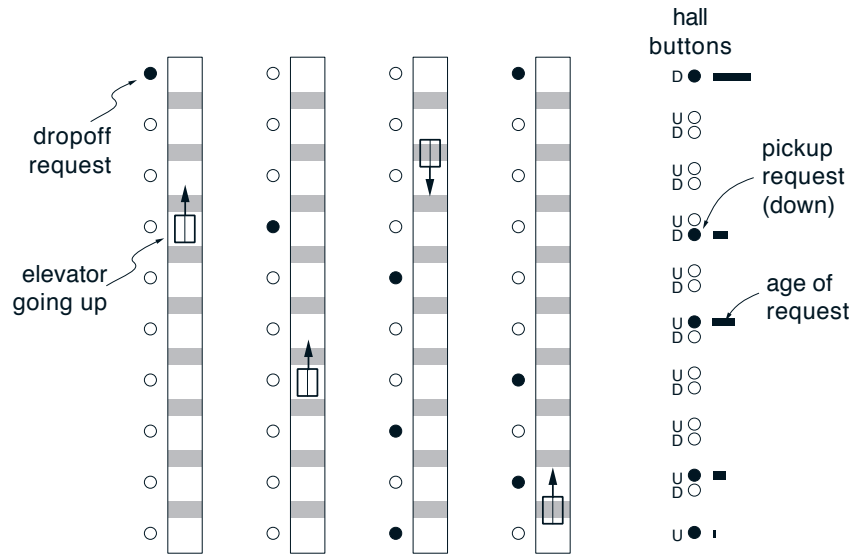 hall
buttons
D
dropoff
request
U
D
U
D
pickup
request
(down)
U
D
elevator
going up
U
D
age of
request
U
D
U
D
U
D
U
D
U